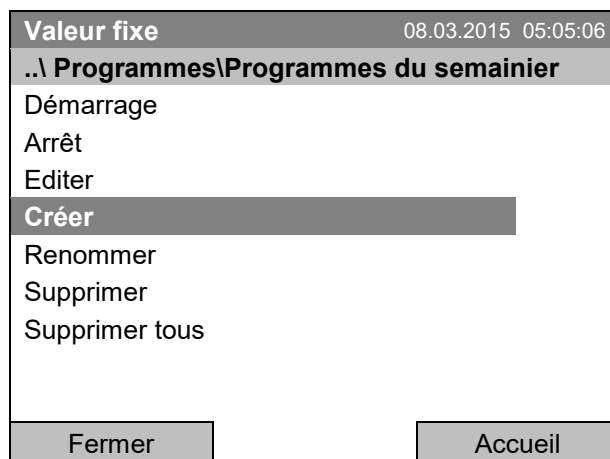 Valeur fixe 08.03.2015 05:05:06
..\ Programmes\Programmes du semainier
Démarrage
Arrêt
Editer
Créer
Renommer
Supprimer
Supprimer tous
Fermer Accueil